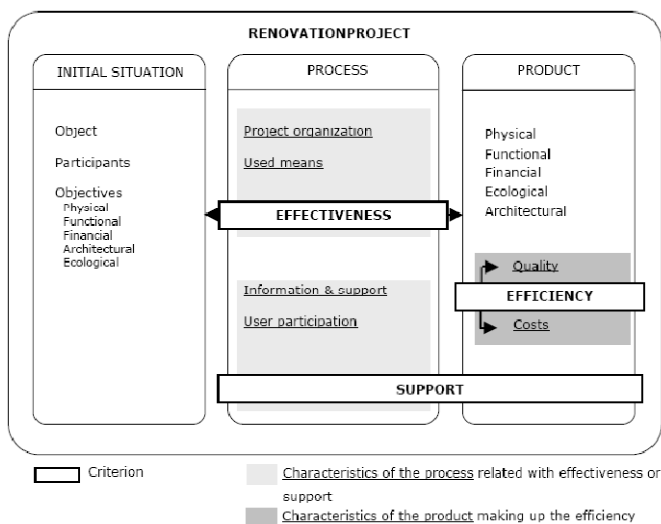 RENOVATIONPROJECT
INITIAL SITUATION
Object
Participants
Objectives
Physical
Functional
Financial
Architectural
Ecological
PROCESS
Project organization
Used means
EFFECTIVENESS
Information & support
User participation
PRODUCT
Physical
Functional
Financial
Ecological
Architectural
Quality
EFFICIENCY
Costs
SUPPORT
Criterion
Characteristics of the process related with effectiveness or
support
Characteristics of the product making up the efficiency